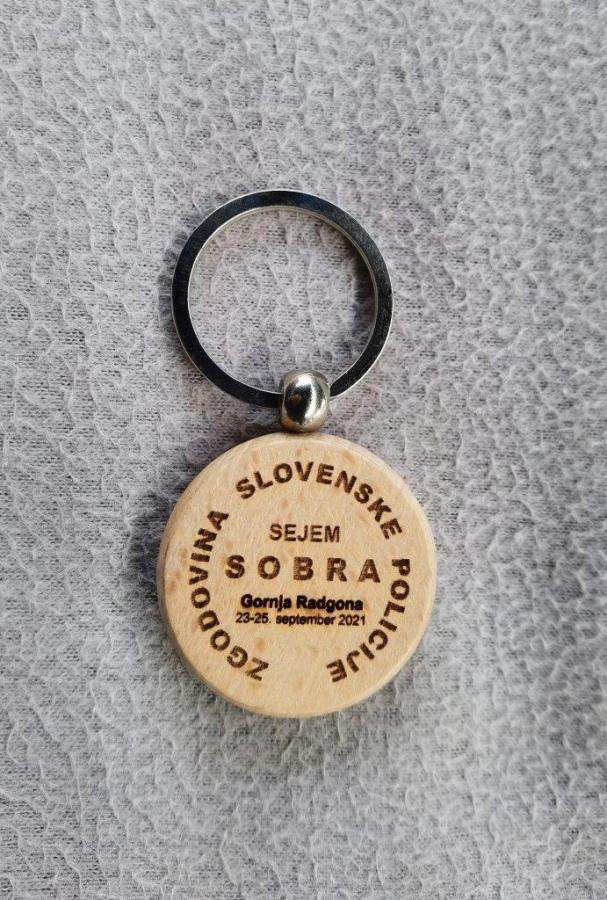 ZGODOVINA SLOVENSKE POLICIJE
SEJEM
SOBRA
Gornja Radgona
23-25. september 2021